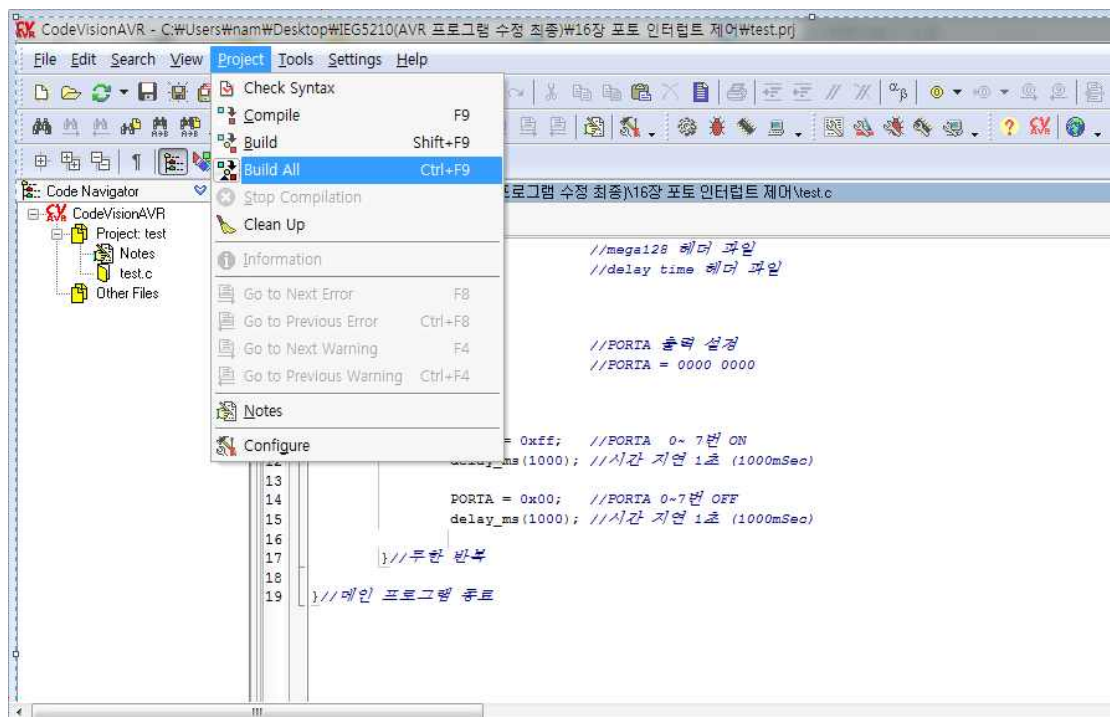 CodeVisionAVR - C:₩Users₩nam₩Desktop₩IEG5210(AVR 프로그램 수정 최종)₩16장 포토 인터럽트 제어₩test.prj
File Edit Search View Project Tools Settings Help
Check Syntax
Compile F9
Build Shift+F9
Build All Ctrl+F9
Stop Compilation
Clean Up
Information
Go to Next Error F8
Go to Previous Error Ctrl+F8
Go to Next Warning F4
Go to Previous Warning Ctrl+F4
Notes
Configure
Code Navigator
CodeVisionAVR
Project: test
Notes
test.c
Other Files
프로그램 수정 최종)\16장 포토 인터럽트 제어\test.c
//mega128 헤더 파일
//delay time 헤더 파일
//PORTA 출력 설정
//PORTA = 0000 0000
= 0xff; //PORTA 0~ 7번 ON
12 delay_ms(1000); //시간 지연 1초 (1000mSec)
13
14 PORTA = 0x00; //PORTA 0~7번 OFF
15 delay_ms(1000); //시간 지연 1초 (1000mSec)
16
17 }//무한 반복
18
19 }//메인 프로그램 종료